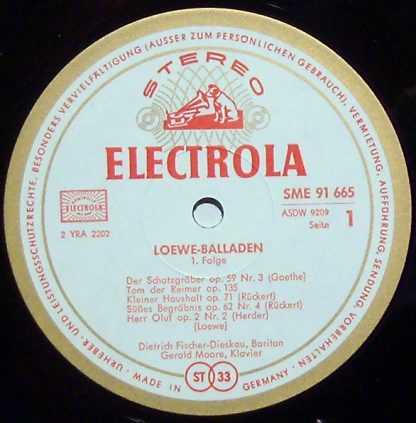 URHEBER- UND LEISTUNGSSCHUTZRECHTE, BESONDERS VERVIELFÄLTIGUNG (AUSSER ZUM PERSÖNLICHEN GEBRAUCH), VERMIETUNG, AUFFÜHRUNG, SENDUNG, VORBEHALTEN
STEREO
ELECTROLA
ELECTROLA
SME 91 665
ASDW 9209
Seite 1
2 YRA 2202
LOEWE-BALLADEN
1. Folge
Der Schatzgräber op. 59 Nr. 3 (Goethe)
Tom der Reimer op. 135
Kleiner Haushalt op. 71 (Rückert)
Süßes Begräbnis op. 62 Nr. 4 (Rückert)
Herr Oluf op. 2 Nr. 2 (Herder)
(Loewe)
Dietrich Fischer-Dieskau, Bariton
Gerald Moore, Klavier
ST 33
MADE IN GERMANY